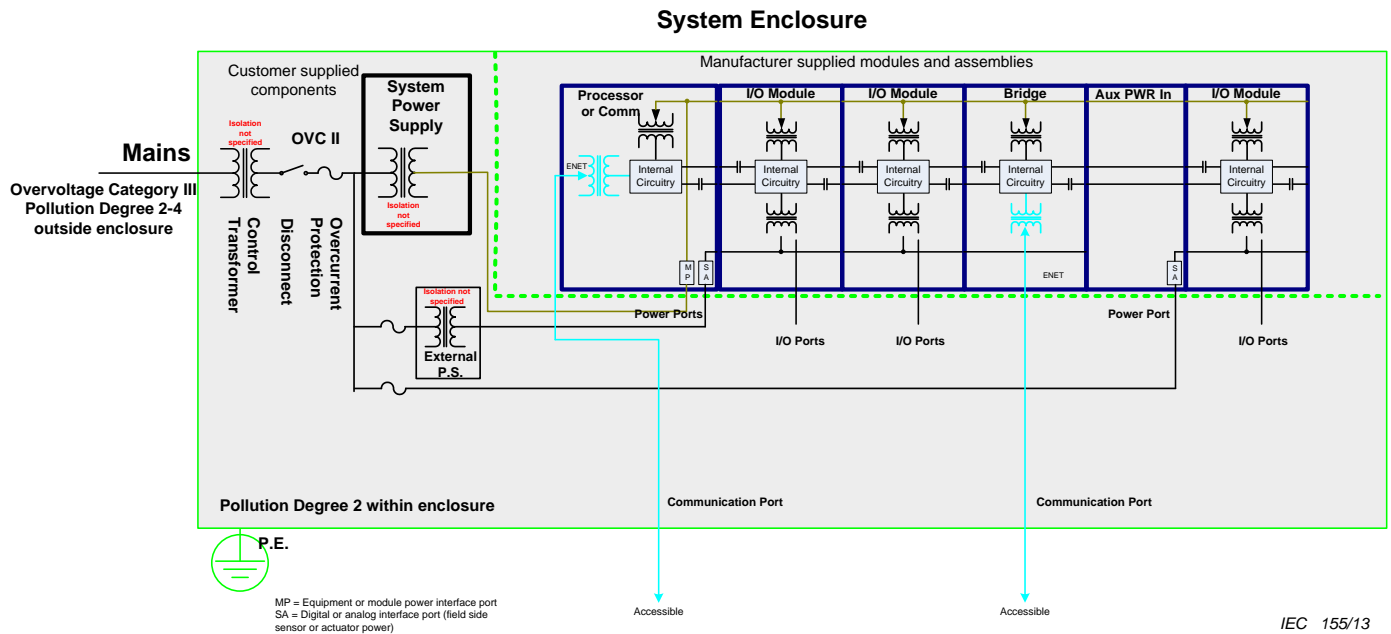 System Enclosure
Customer supplied
components
Manufacturer supplied modules and assemblies
System
Power
Supply
Processor
or Comm
I/O Module
I/O Module
Bridge
Aux PWR In
I/O Module
Isolation
not
specified
OVC II
Mains
Overvoltage Category III
Pollution Degree 2-4
outside enclosure
ENET
Internal
Circuitry
Internal
Circuitry
Internal
Circuitry
Internal
Circuitry
Internal
Circuitry
Isolation
not
specified
Control
Transformer
Disconnect
Overcurrent
Protection
M
P
S
A
ENET
S
A
Isolation not
specified
External
P.S.
Power Ports
Power Port
I/O Ports
I/O Ports
I/O Ports
Pollution Degree 2 within enclosure
Communication Port
Communication Port
P.E.
MP = Equipment or module power interface port
SA = Digital or analog interface port (field side
sensor or actuator power)
Accessible
Accessible
IEC 155/13